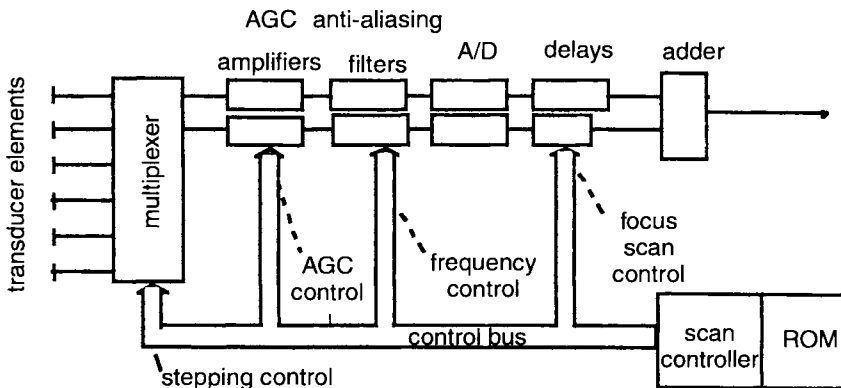 AGC anti-aliasing
amplifiers filters A/D delays adder
transducer elements
multiplexer
AGC
control
frequency
control
focus
scan
control
control bus
stepping control
scan
controller
ROM